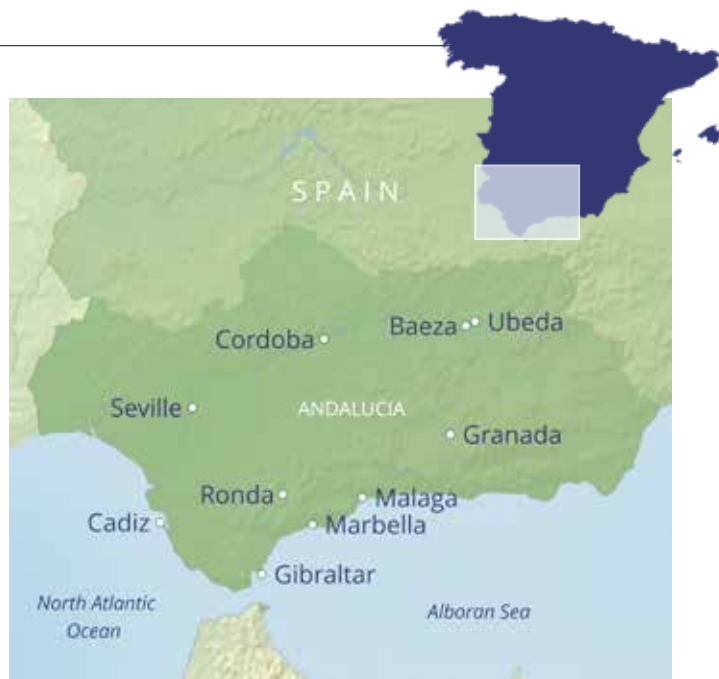 SPAIN
Cordoba
Baeza
Ubeda
Seville
ANDALUCIA
Granada
Ronda
Malaga
Cadiz
Marbella
Gibraltar
North Atlantic
Ocean
Alboran Sea